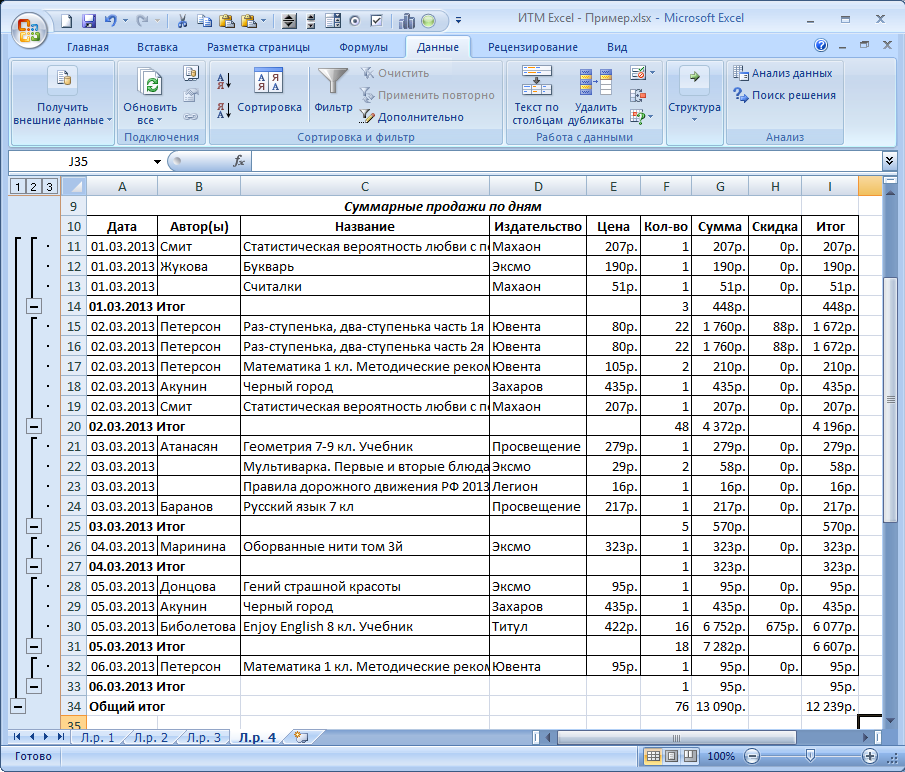 ИТМ Excel - Пример.xlsx - Microsoft Excel
Главная Вставка Разметка страницы Формулы Данные Рецензирование Вид
Получить внешние данные
Обновить все
Подключения
Сортировка
Фильтр
Очистить
Применить повторно
Дополнительно
Сортировка и фильтр
Текст по столбцам
Удалить дубликаты
Работа с данными
Структура
Анализ данных
Поиск решения
Анализ
J35 fx
1 2 3 A B C D E F G H I
9 Суммарные продажи по дням
10 Дата Автор(ы) Название Издательство Цена Кол-во Сумма Скидка Итог
11 01.03.2013 Смит Статистическая вероятность любви с п Махаон 207р. 1 207р. 0р. 207р.
12 01.03.2013 Жукова Букварь Эксмо 190р. 1 190р. 0р. 190р.
13 01.03.2013 Считалки Махаон 51р. 1 51р. 0р. 51р.
14 01.03.2013 Итог 3 448р. 448р.
15 02.03.2013 Петерсон Раз-ступенька, два-ступенька часть 1я Ювента 80р. 22 1 760р. 88р. 1 672р.
16 02.03.2013 Петерсон Раз-ступенька, два-ступенька часть 2я Ювента 80р. 22 1 760р. 88р. 1 672р.
17 02.03.2013 Петерсон Математика 1 кл. Методические реком Ювента 105р. 2 210р. 0р. 210р.
18 02.03.2013 Акунин Черный город Захаров 435р. 1 435р. 0р. 435р.
19 02.03.2013 Смит Статистическая вероятность любви с п Махаон 207р. 1 207р. 0р. 207р.
20 02.03.2013 Итог 48 4 372р. 4 196р.
21 03.03.2013 Атанасян Геометрия 7-9 кл. Учебник Просвещение 279р. 1 279р. 0р. 279р.
22 03.03.2013 Мультиварка. Первые и вторые блюда Эксмо 29р. 2 58р. 0р. 58р.
23 03.03.2013 Правила дорожного движения РФ 2013 Легион 16р. 1 16р. 0р. 16р.
24 03.03.2013 Баранов Русский язык 7 кл Просвещение 217р. 1 217р. 0р. 217р.
25 03.03.2013 Итог 5 570р. 570р.
26 04.03.2013 Маринина Оборванные нити том 3й Эксмо 323р. 1 323р. 0р. 323р.
27 04.03.2013 Итог 1 323р. 323р.
28 05.03.2013 Донцова Гений страшной красоты Эксмо 95р. 1 95р. 0р. 95р.
29 05.03.2013 Акунин Черный город Захаров 435р. 1 435р. 0р. 435р.
30 05.03.2013 Биболетова Enjoy English 8 кл. Учебник Титул 422р. 16 6 752р. 675р. 6 077р.
31 05.03.2013 Итог 18 7 282р. 6 607р.
32 06.03.2013 Петерсон Математика 1 кл. Методические реком Ювента 95р. 1 95р. 0р. 95р.
33 06.03.2013 Итог 1 95р. 95р.
34 Общий итог 76 13 090р. 12 239р.
35
Л.р. 1 Л.р. 2 Л.р. 3 Л.р. 4
Готово 100%